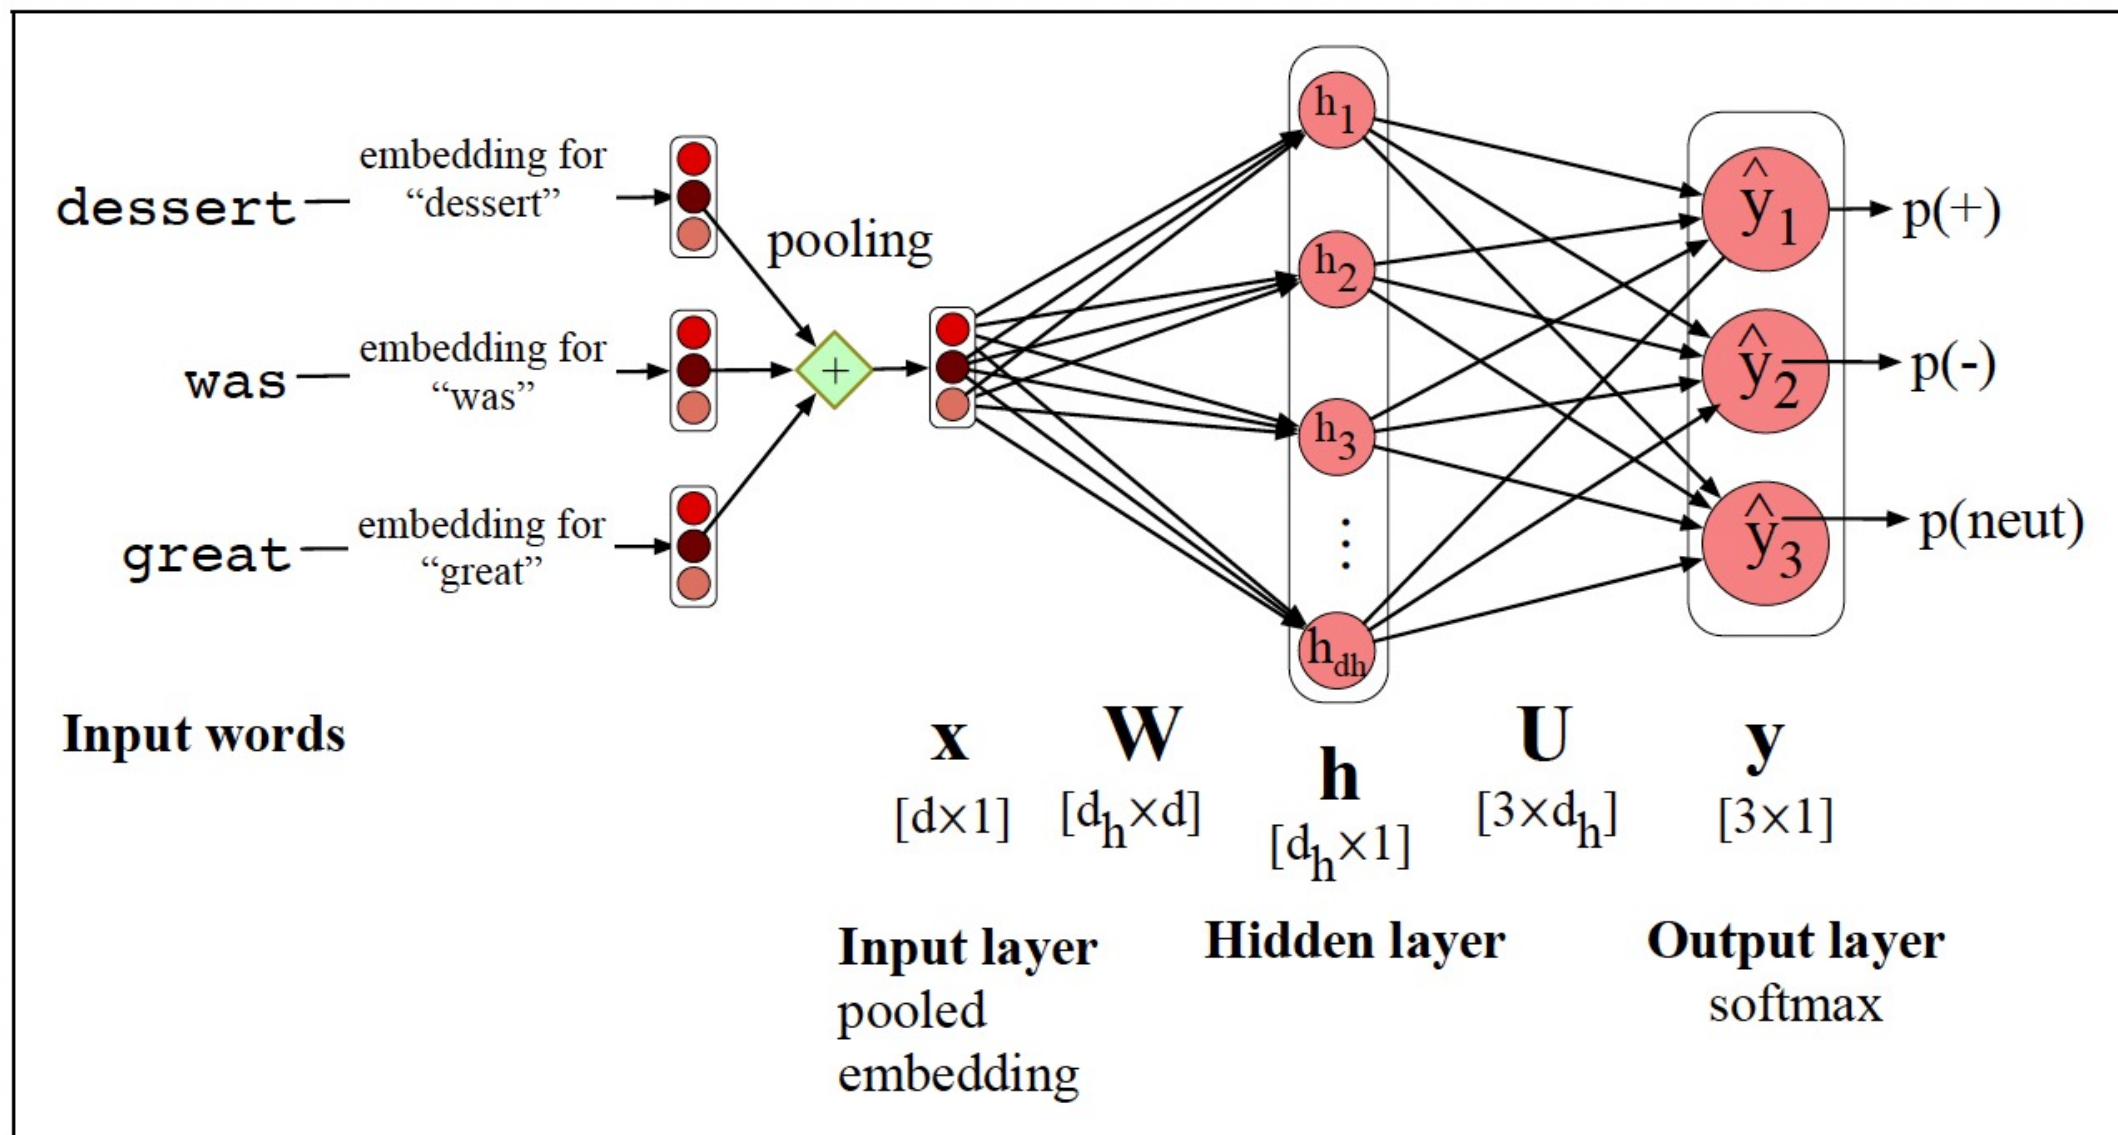 dessert
embedding for
“dessert”
was
embedding for
“was”
great
embedding for
“great”
pooling
+
h1
h2
h3
⋮
hdh
ŷ1
ŷ2
ŷ3
p(+)
p(-)
p(neut)
Input words
x
[d×1]
W
[dh×d]
h
[dh×1]
U
[3×dh]
y
[3×1]
Input layer
pooled
embedding
Hidden layer
Output layer
softmax